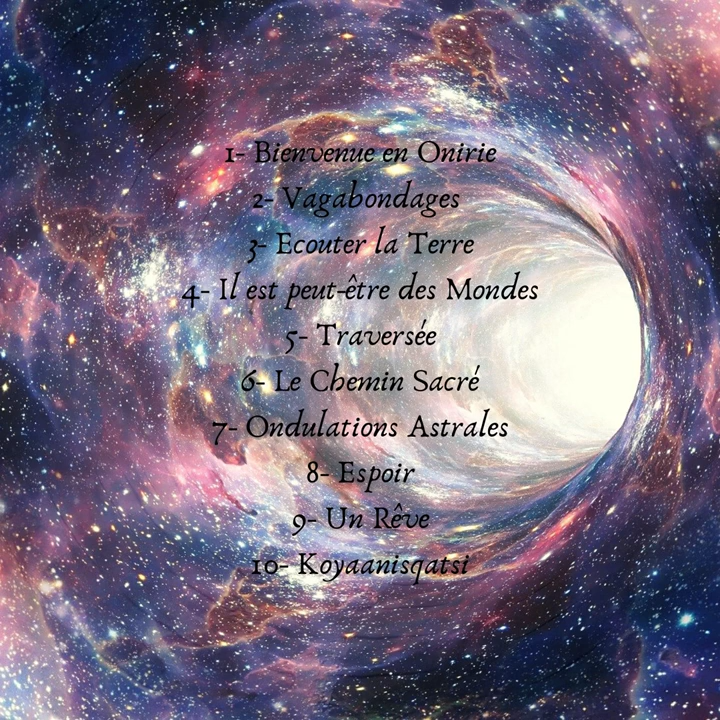 1- Bienvenue en Onirie
2- Vagabondages
3- Ecouter la Terre
4- Il est peut-être des Mondes
5- Traversée
6- Le Chemin Sacré
7- Ondulations Astrales
8- Espoir
9- Un Rêve
10- Koyaanisqatsi